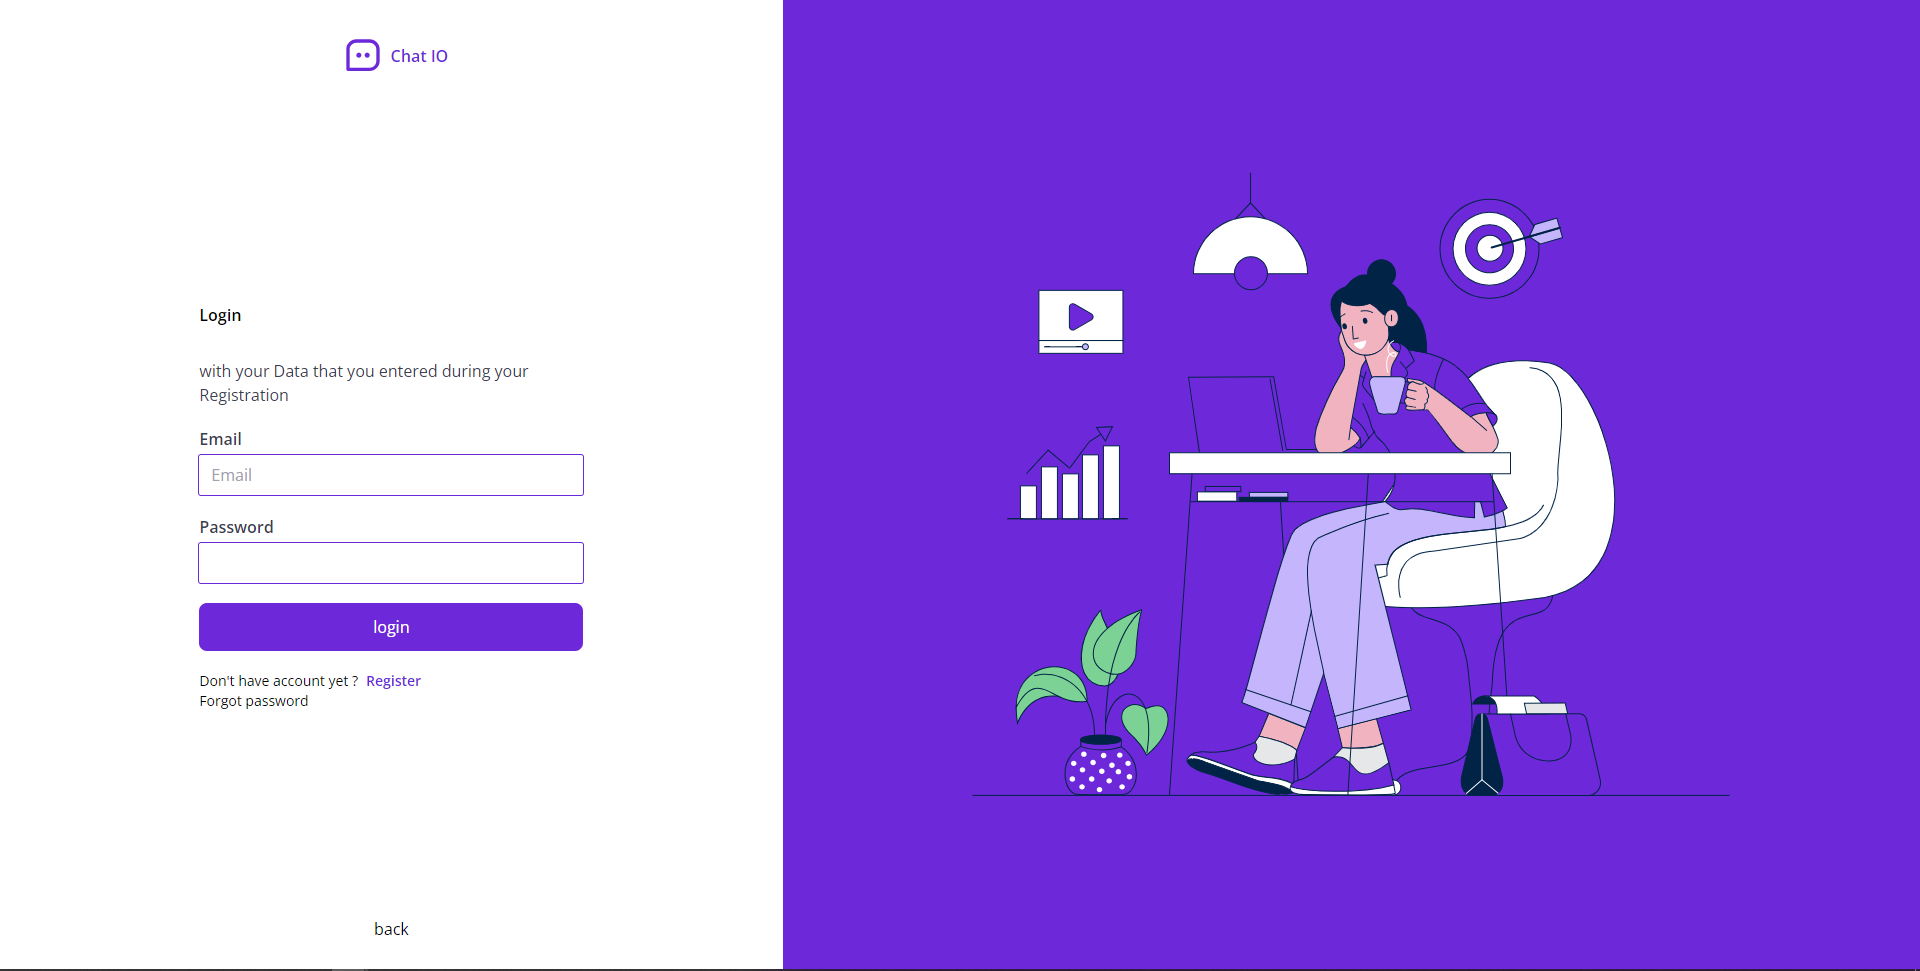 Chat IO
Login
with your Data that you entered during your
Registration
Email
Email
Password
login
Don't have account yet ? Register
Forgot password
back